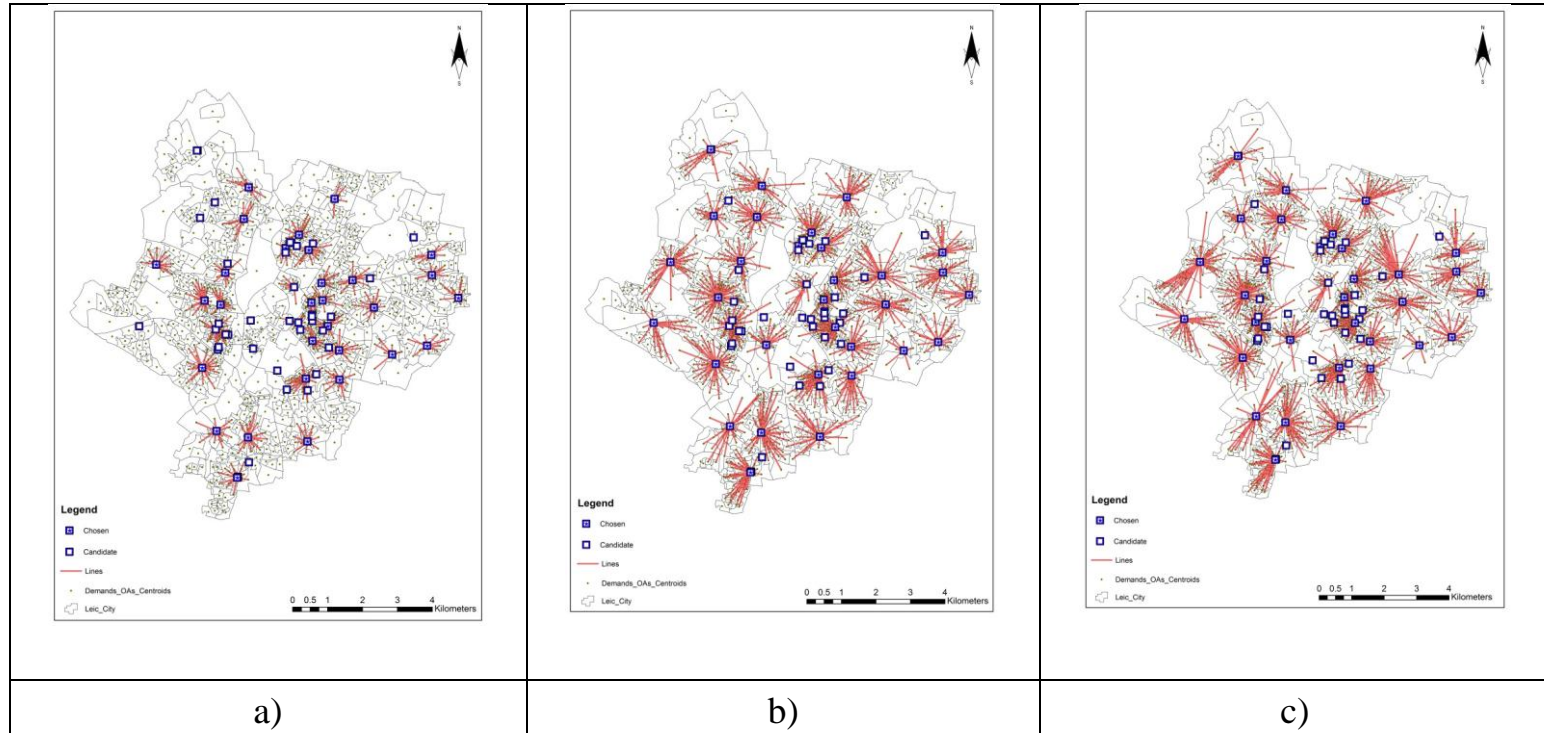 N
S
Legend
Chosen
Candidate
Lines
Demands_OAs_Centroids
Leic_City
0 0.5 1 2 3 4
Kilometers
a)
N
S
Legend
Chosen
Candidate
Lines
Demands_OAs_Centroids
Leic_City
0 0.5 1 2 3 4
Kilometers
b)
N
S
Legend
Chosen
Candidate
Lines
Demands_OAs_Centroids
Leic_City
0 0.5 1 2 3 4
Kilometers
c)